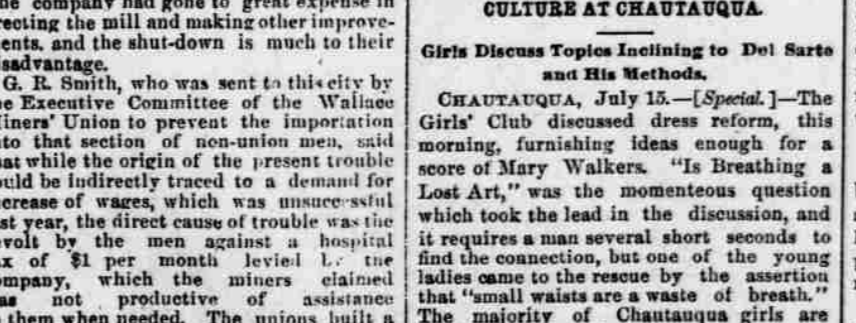 the company had gone to great expense in
recting the mill and making other improve-
ents. and the shut-down is much to their
sadvantage.
G. R. Smith, who was sent to this city by
e Executive Committee of the Wallace
iners' Union to prevent the importation
to that section of non-union men, said
at while the origin of the present trouble
ould be indirectly traced to a demand for
crease of wages, which was unsuccessful
st year, the direct cause of trouble was the
volt by the men against a hospital
ax of $1 per month levied by the
ompany, which the miners claimed
as not productive of assistance
them when needed. The unions built a
CULTURE AT CHAUTAUQUA.
Girls Discuss Topics Inclining to Del Sarte
and His Methods.
CHAUTAUQUA, July 15.—[Special.]—The
Girls' Club discussed dress reform, this
morning, furnishing ideas enough for a
score of Mary Walkers. "Is Breathing a
Lost Art," was the momenteous question
which took the lead in the discussion, and
it requires a man several short seconds to
find the connection, but one of the young
ladies came to the rescue by the assertion
that "small waists are a waste of breath."
The majority of Chautauqua girls are